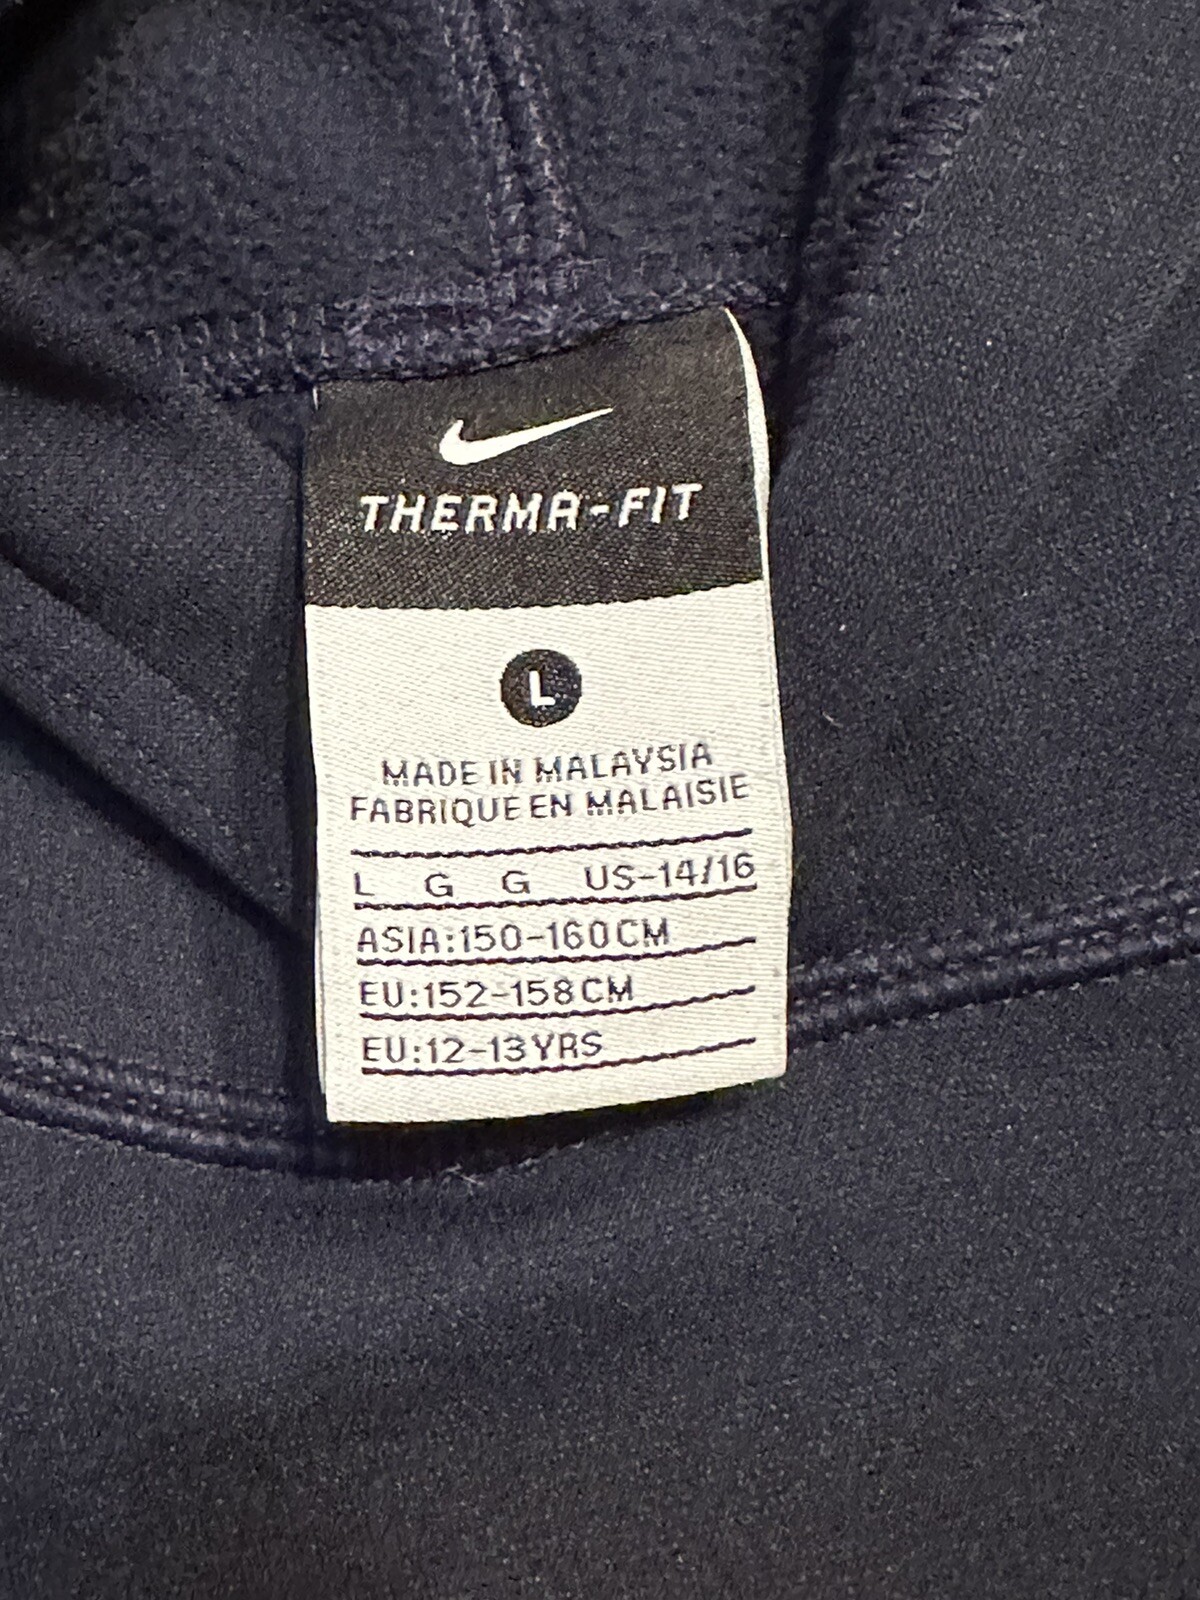 THERMA-FIT
L
MADE IN MALAYSIA
FABRIQUE EN MALAISIE
L G G US-14/16
ASIA:150-160CM
EU:152-158CM
EU:12-13YRS